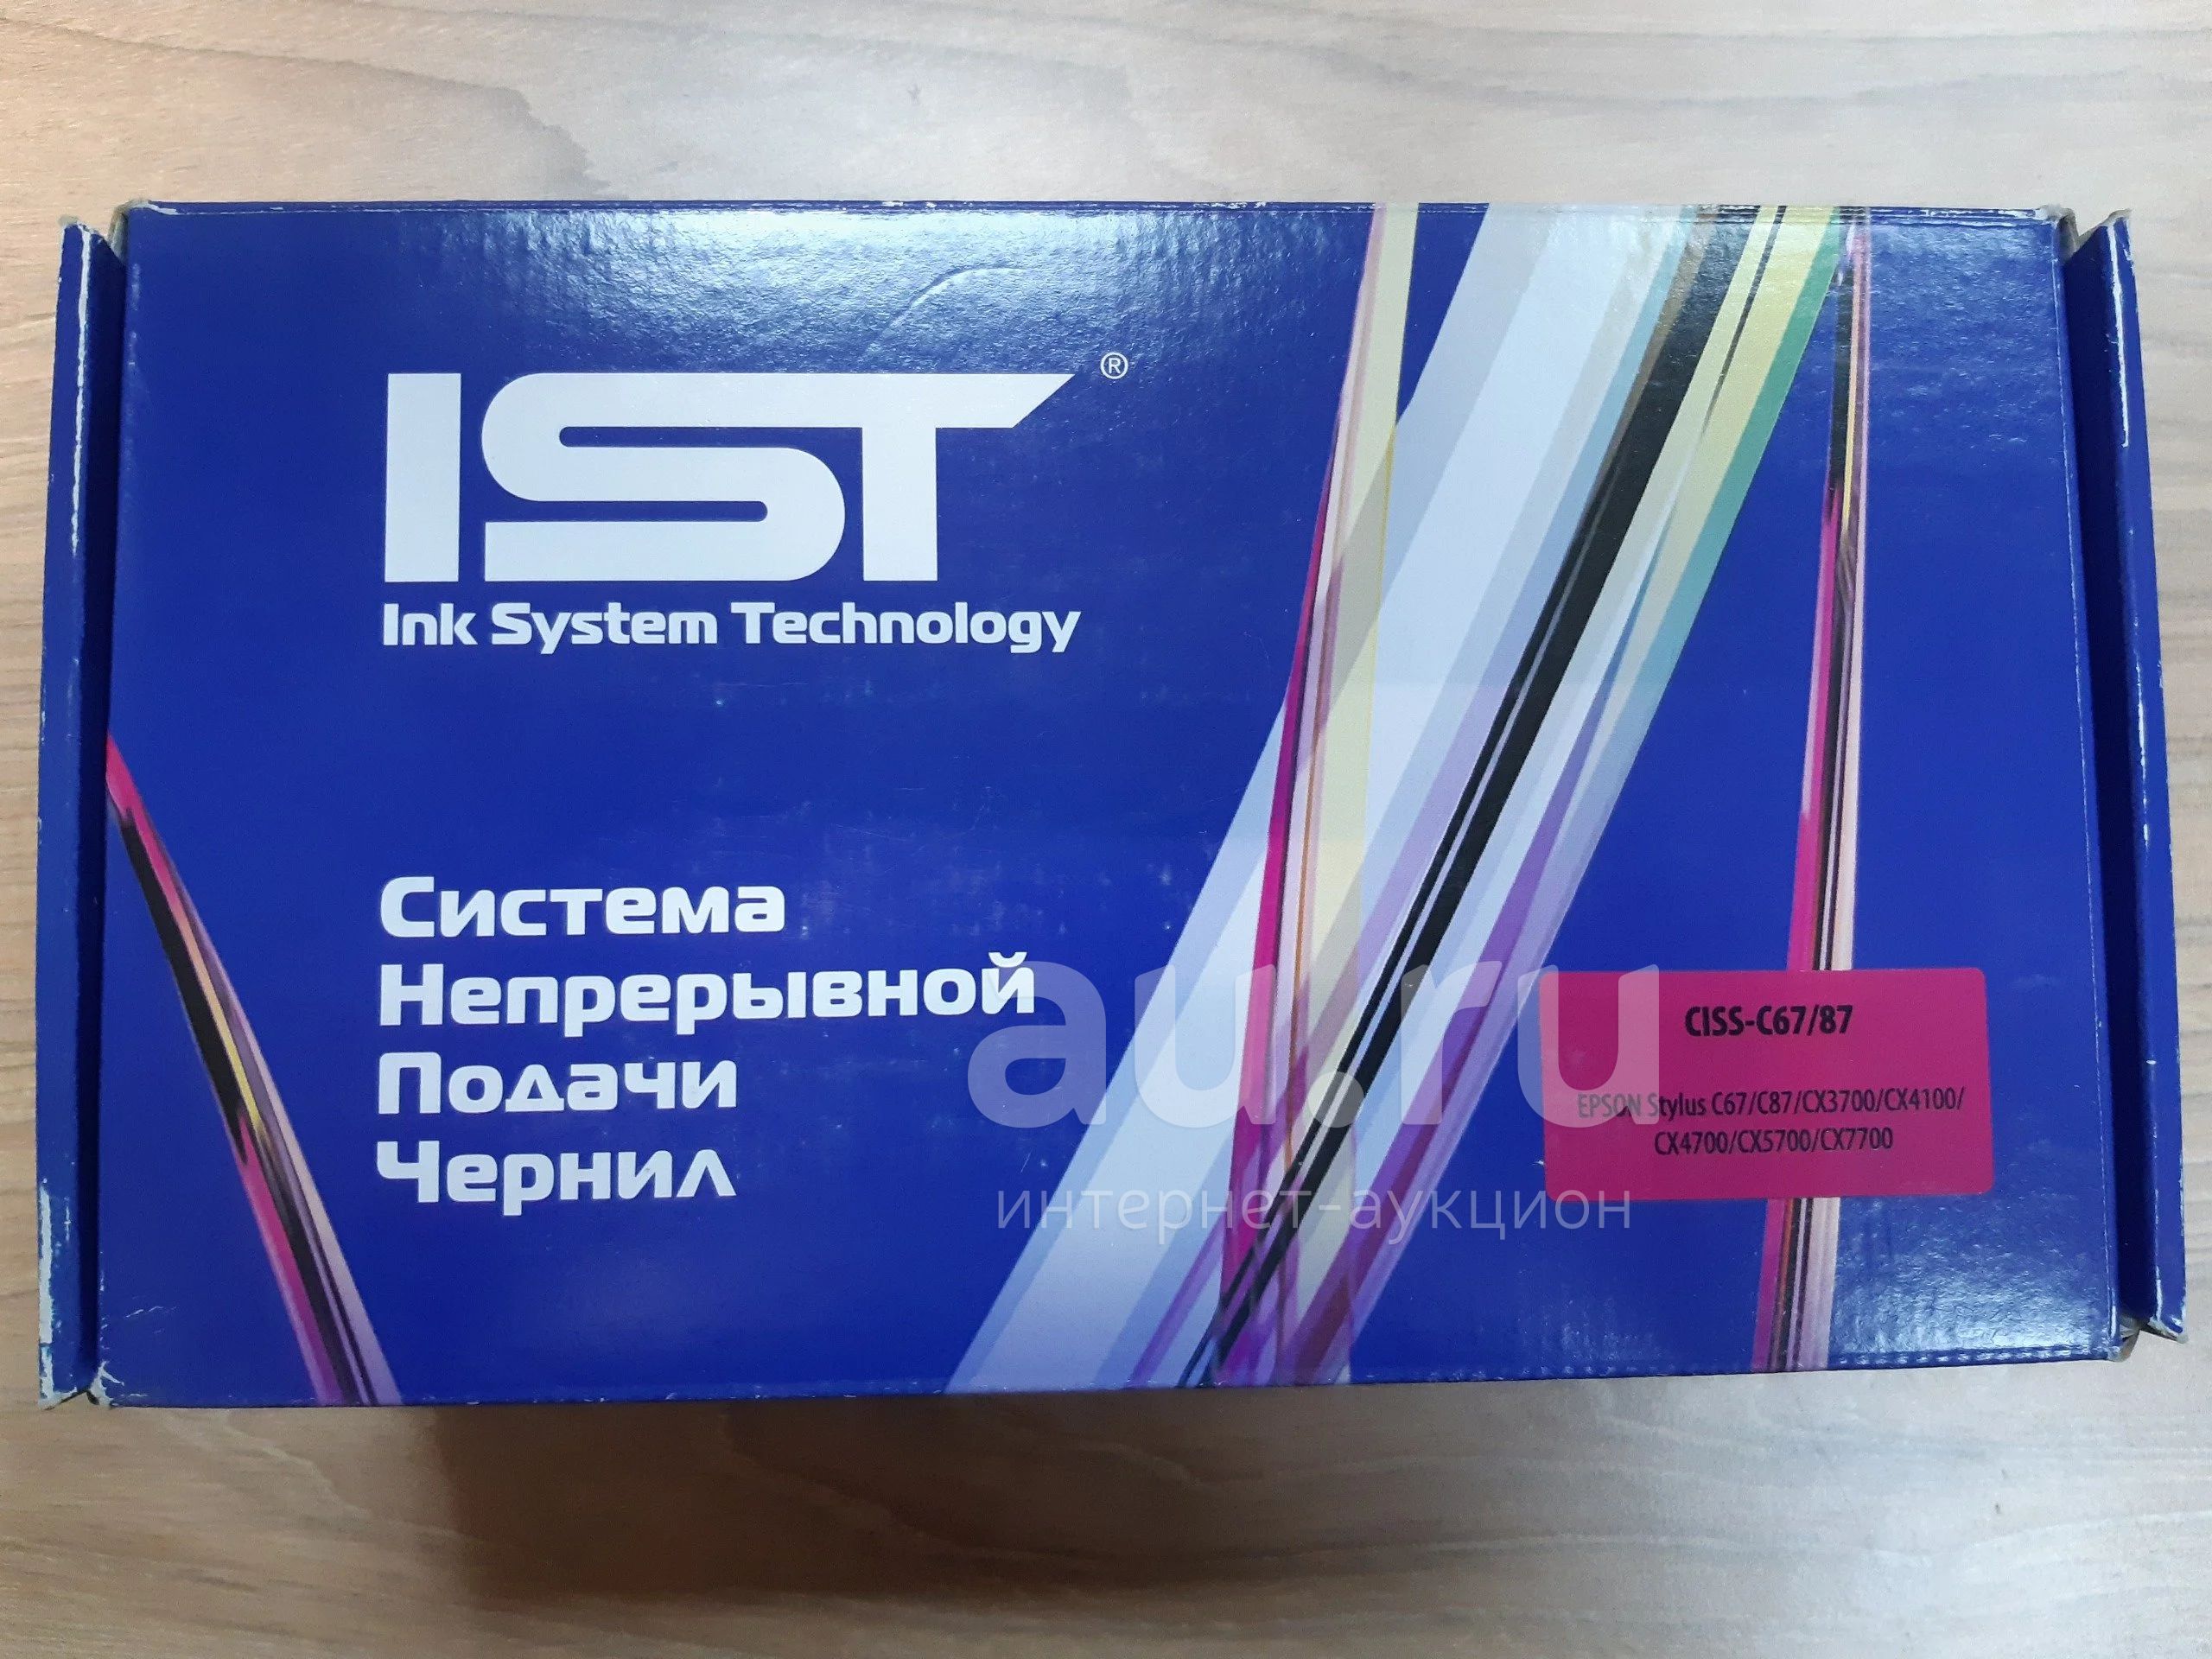 IST®
Ink System Technology
Система
Непрерывной
Подачи
Чернил
au.ru
интернет-аукцион
CISS-C67/87
EPSON Stylus C67/C87/CX3700/CX4100/
CX4700/CX5700/CX7700